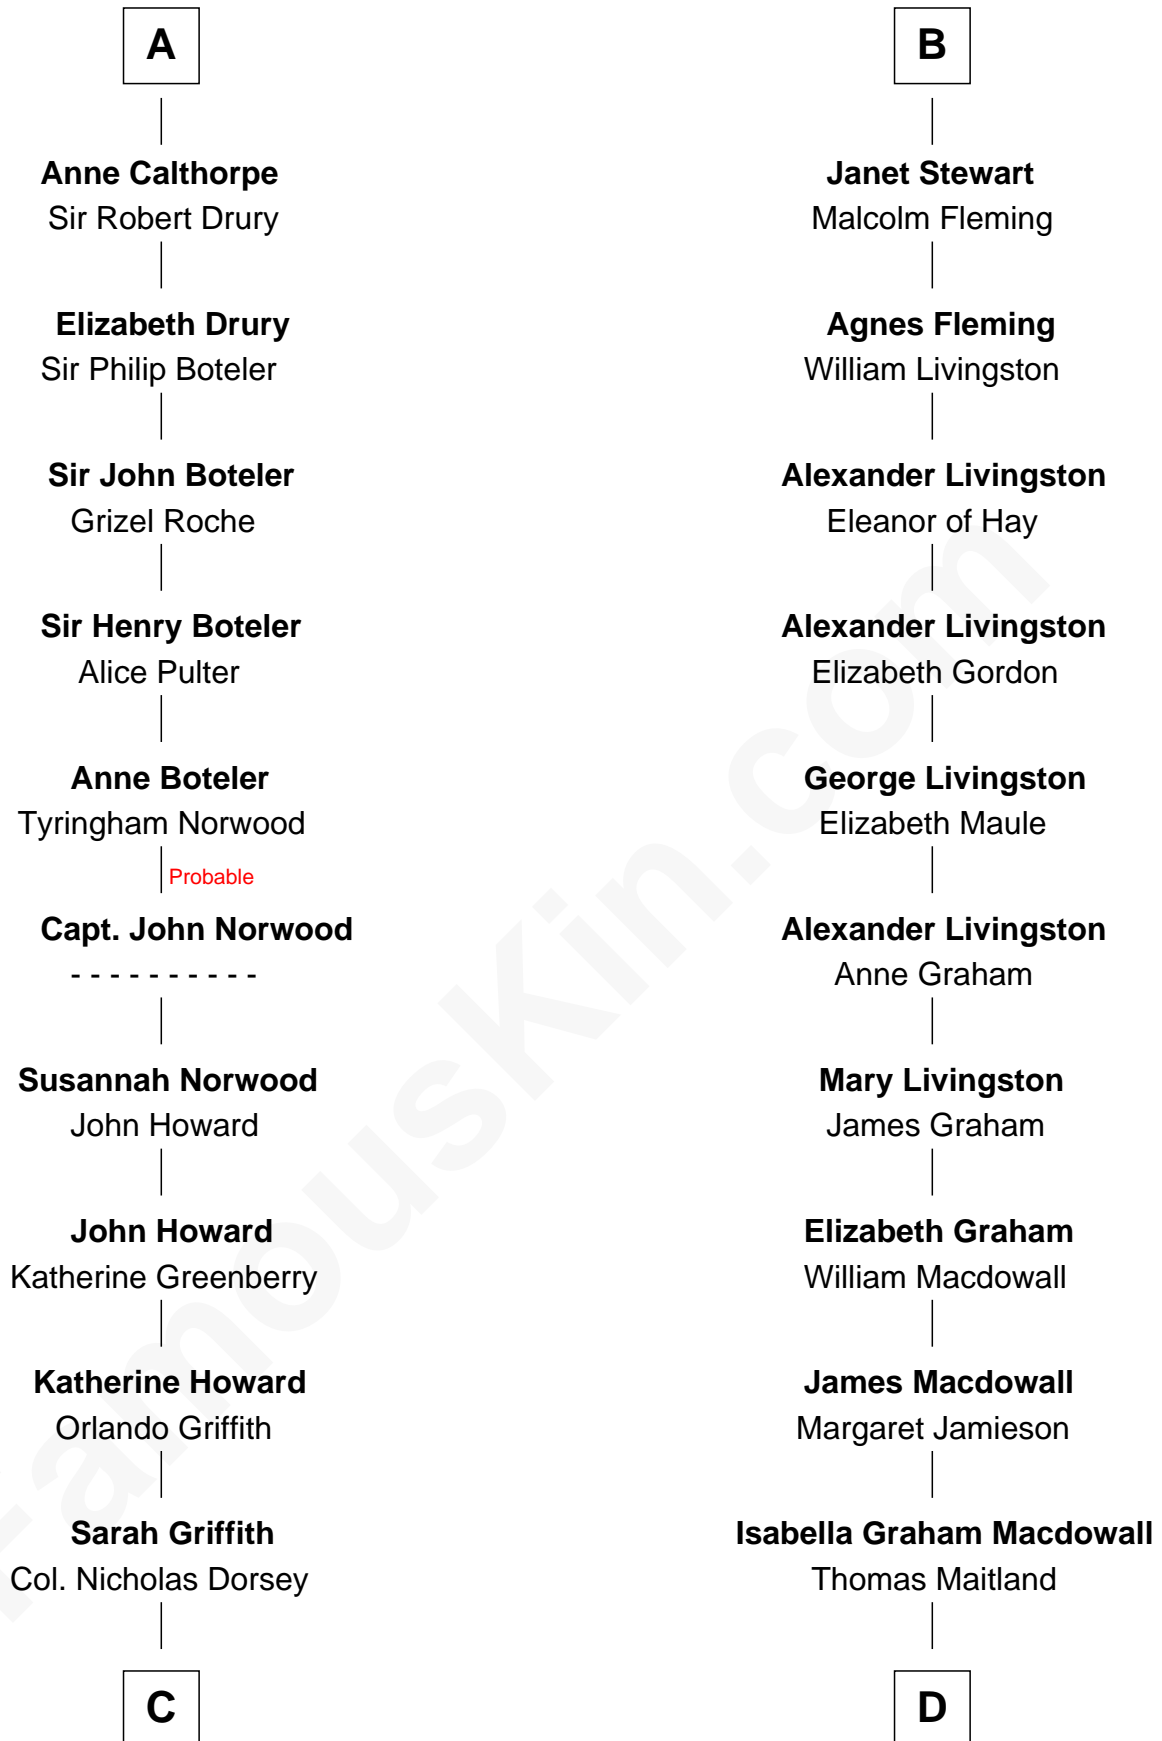 A
Anne Calthorpe
Sir Robert Drury
Elizabeth Drury
Sir Philip Boteler
Sir John Boteler
Grizel Roche
Sir Henry Boteler
Alice Pulter
Anne Boteler
Tyringham Norwood
Probable
Capt. John Norwood
- - - - - - - - - -
Susannah Norwood
John Howard
John Howard
Katherine Greenberry
Katherine Howard
Orlando Griffith
Sarah Griffith
Col. Nicholas Dorsey
C
B
Janet Stewart
Malcolm Fleming
Agnes Fleming
William Livingston
Alexander Livingston
Eleanor of Hay
Alexander Livingston
Elizabeth Gordon
George Livingston
Elizabeth Maule
Alexander Livingston
Anne Graham
Mary Livingston
James Graham
Elizabeth Graham
William Macdowall
James Macdowall
Margaret Jamieson
Isabella Graham Macdowall
Thomas Maitland
D
FamousKin.com